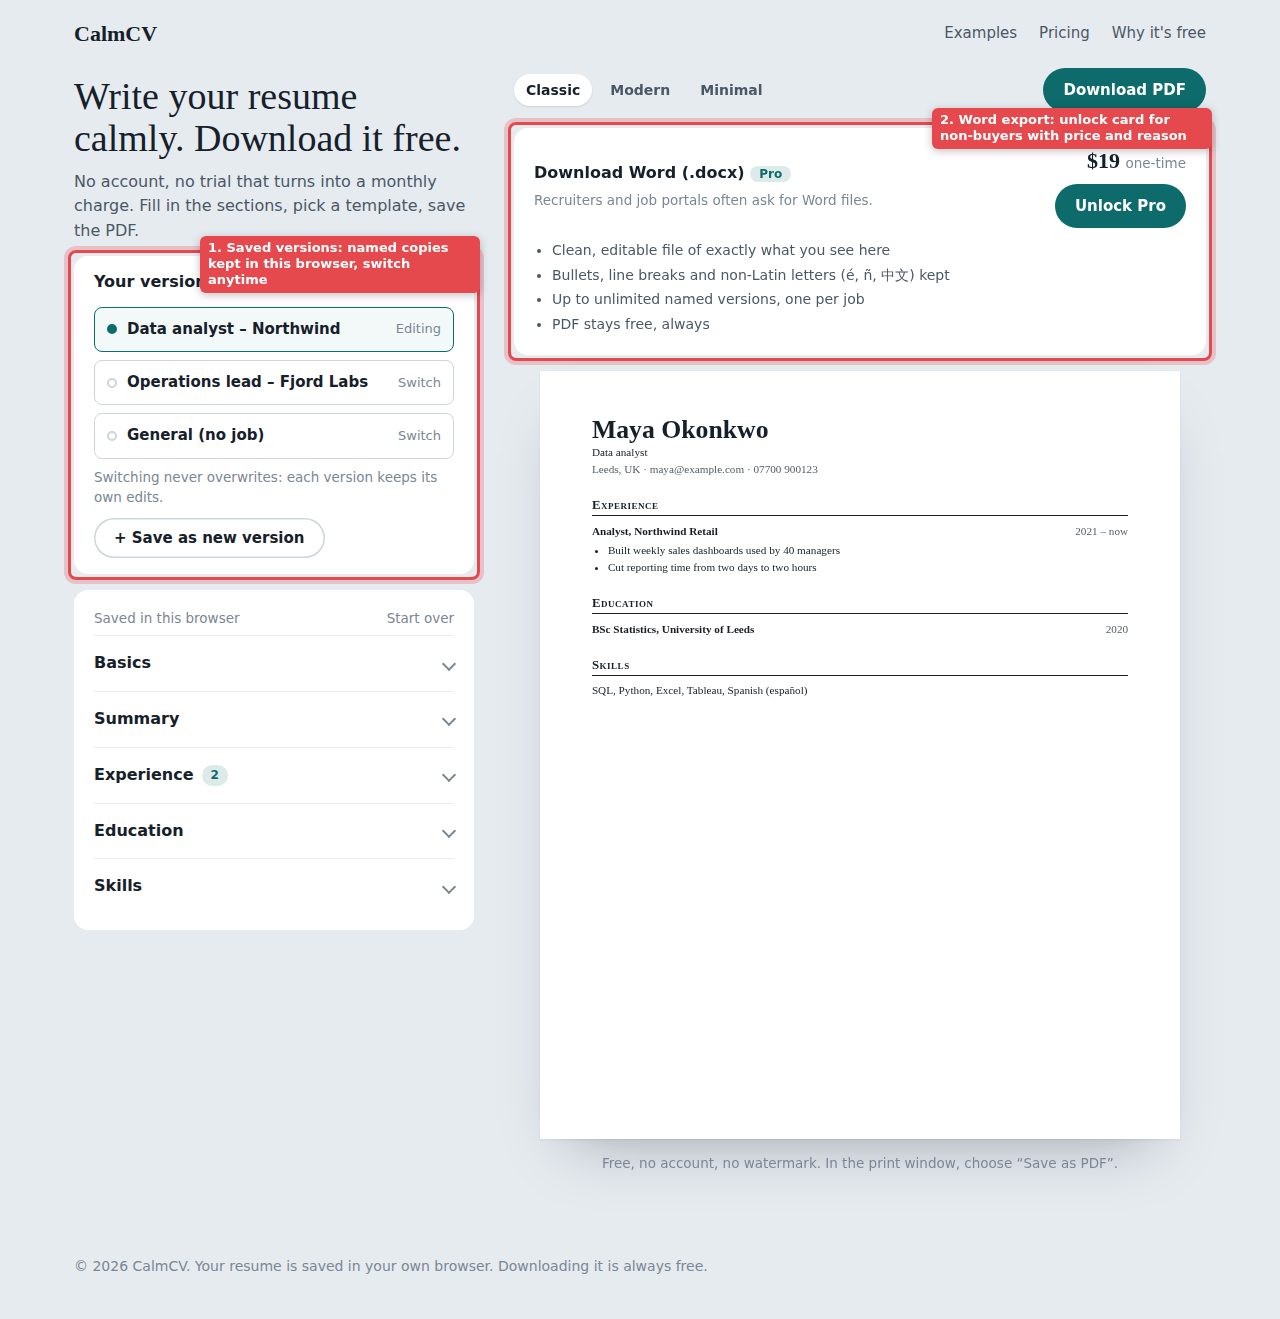 CalmCV
Examples Pricing Why it's free
Write your resume
calmly. Download it free.
No account, no trial that turns into a monthly
charge. Fill in the sections, pick a template, save
the PDF.
1. Saved versions: named copies
kept in this browser, switch
anytime
Your version
Data analyst – Northwind Editing
Operations lead – Fjord Labs Switch
General (no job) Switch
Switching never overwrites: each version keeps its
own edits.
+ Save as new version
Saved in this browser Start over
Basics
Summary
Experience 2
Education
Skills
Classic Modern Minimal Download PDF
2. Word export: unlock card for
non-buyers with price and reason
$19 one-time
Download Word (.docx) Pro
Recruiters and job portals often ask for Word files.
Unlock Pro
• Clean, editable file of exactly what you see here
• Bullets, line breaks and non-Latin letters (é, ñ, 中文) kept
• Up to unlimited named versions, one per job
• PDF stays free, always
Maya Okonkwo
Data analyst
Leeds, UK · maya@example.com · 07700 900123
Experience
Analyst, Northwind Retail 2021 – now
• Built weekly sales dashboards used by 40 managers
• Cut reporting time from two days to two hours
Education
BSc Statistics, University of Leeds 2020
Skills
SQL, Python, Excel, Tableau, Spanish (español)
Free, no account, no watermark. In the print window, choose “Save as PDF”.
© 2026 CalmCV. Your resume is saved in your own browser. Downloading it is always free.